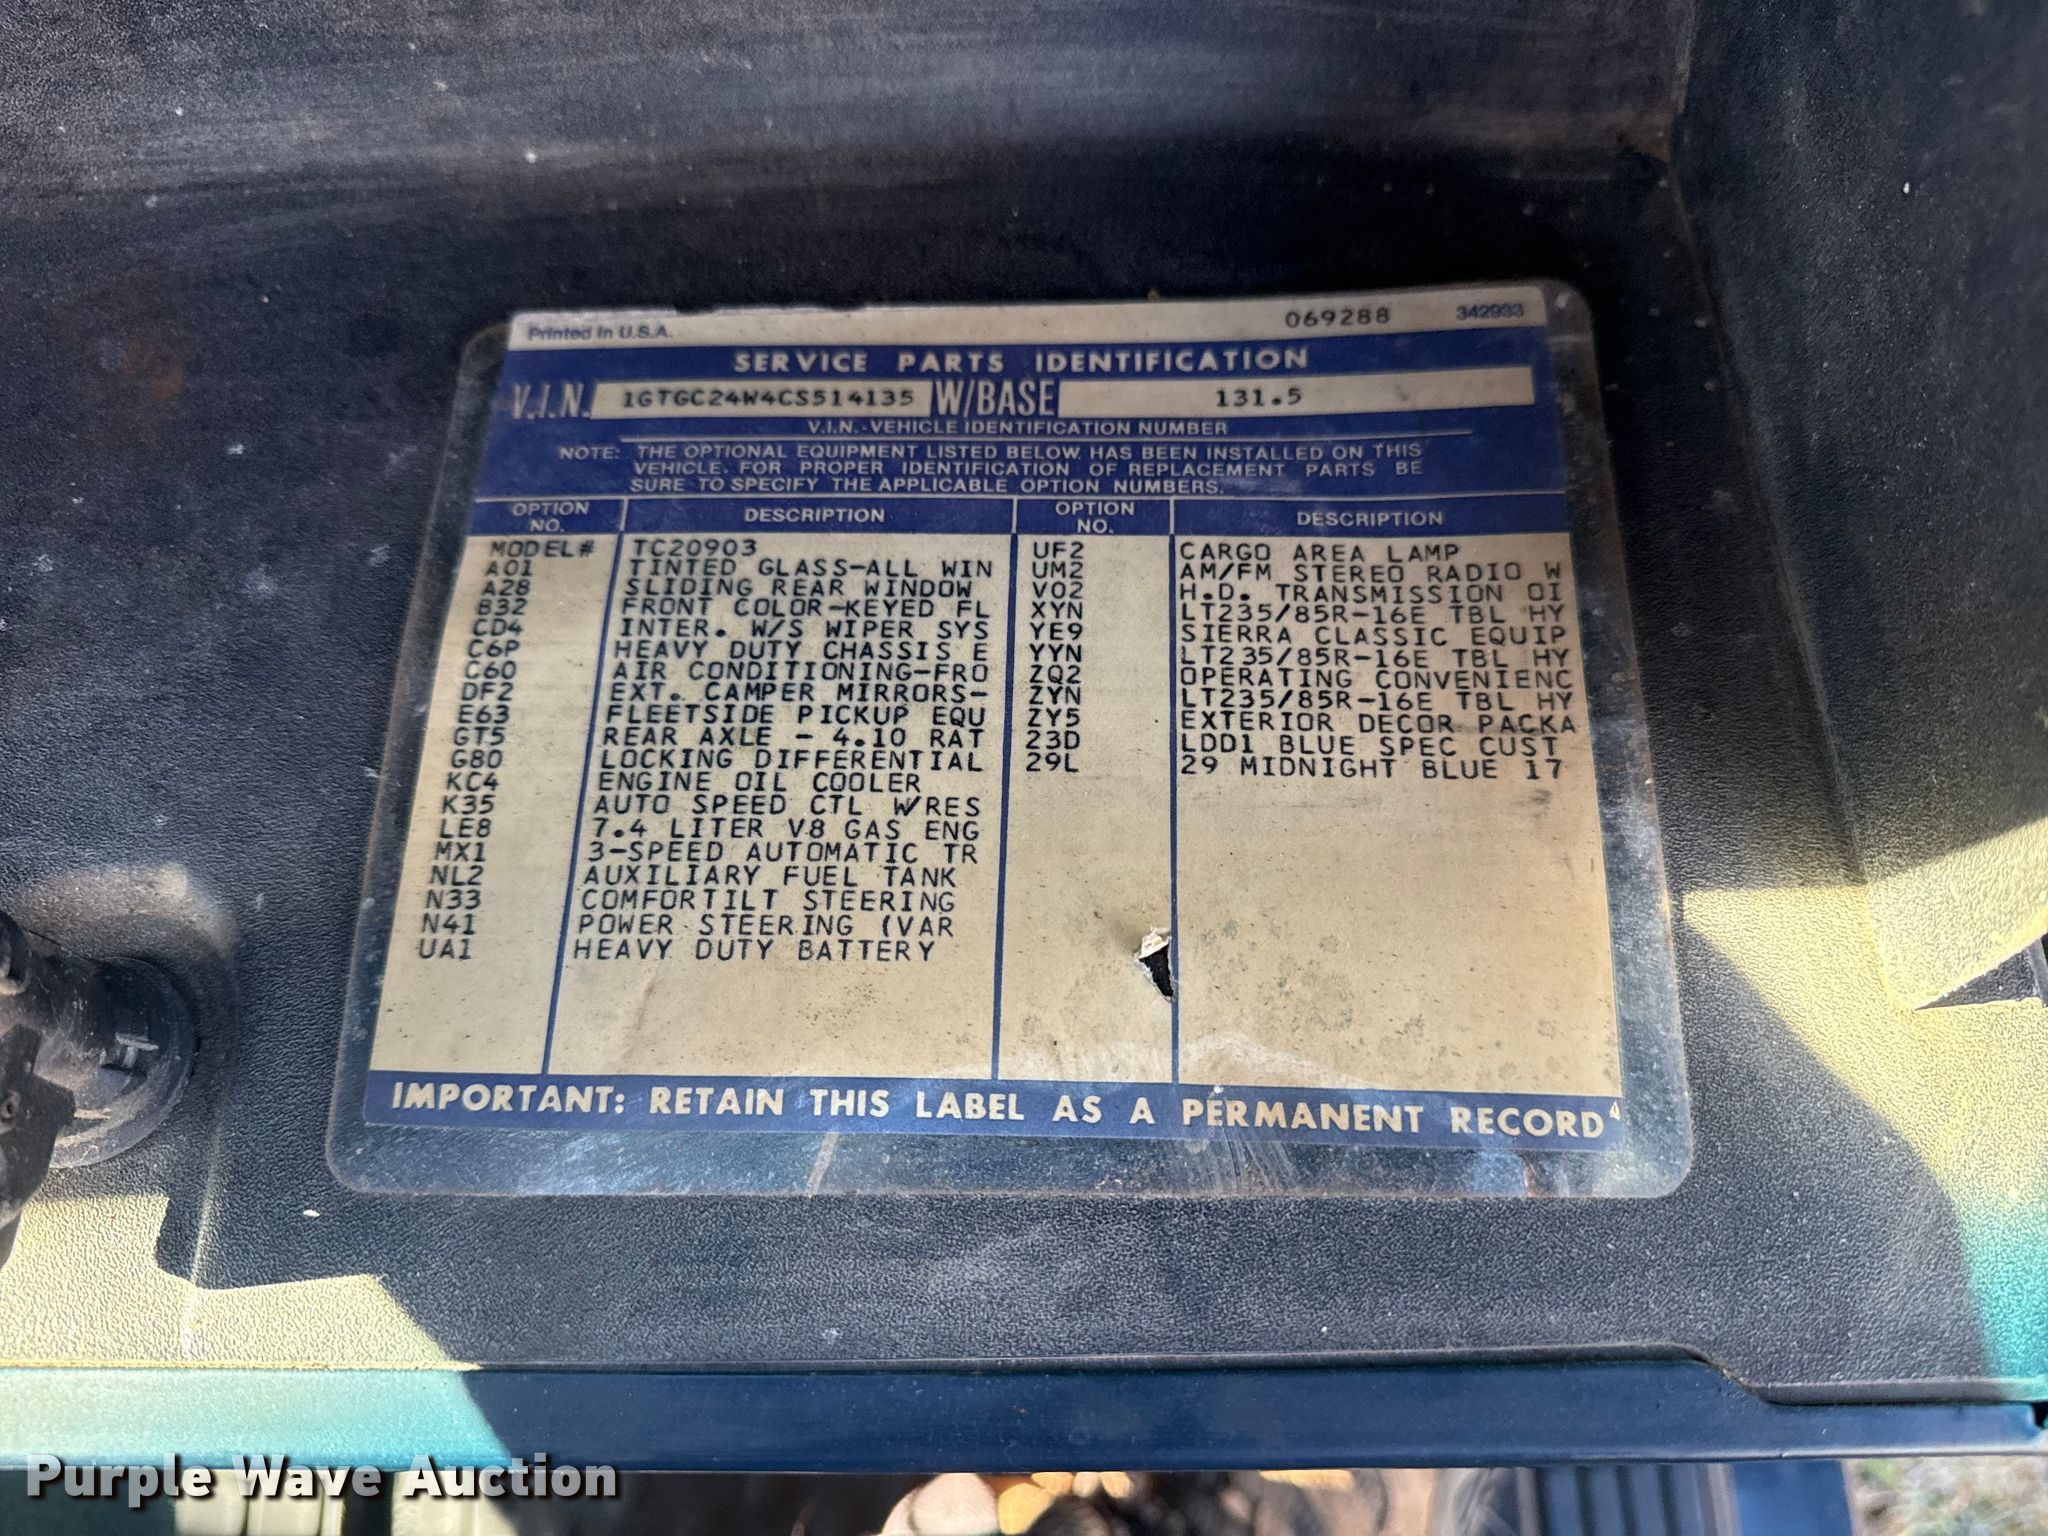 Printed In U.S.A. 069288 342933
SERVICE PARTS IDENTIFICATION
V.I.N. 1GTGC24W4CS514135 W/BASE 131.5
V.I.N.-VEHICLE IDENTIFICATION NUMBER
NOTE: THE OPTIONAL EQUIPMENT LISTED BELOW HAS BEEN INSTALLED ON THIS
VEHICLE. FOR PROPER IDENTIFICATION OF REPLACEMENT PARTS BE
SURE TO SPECIFY THE APPLICABLE OPTION NUMBERS.
OPTION NO. DESCRIPTION OPTION NO. DESCRIPTION
MODEL# TC20903
A01 TINTED GLASS-ALL WIN
A28 SLIDING REAR WINDOW
B32 FRONT COLOR-KEYED FL
CD4 INTER. W/S WIPER SYS
C6P HEAVY DUTY CHASSIS E
C60 AIR CONDITIONING-FRO
DF2 EXT. CAMPER MIRRORS-
E63 FLEETSIDE PICKUP EQU
GT5 REAR AXLE - 4.10 RAT
G80 LOCKING DIFFERENTIAL
KC4 ENGINE OIL COOLER
K35 AUTO SPEED CTL W/RES
LE8 7.4 LITER V8 GAS ENG
MX1 3-SPEED AUTOMATIC TR
NL2 AUXILIARY FUEL TANK
N33 COMFORTILT STEERING
N41 POWER STEERING (VAR
UA1 HEAVY DUTY BATTERY
UF2 CARGO AREA LAMP
UM2 AM/FM STEREO RADIO W
V02 H.D. TRANSMISSION OI
XYN LT235/85R-16E TBL HY
YE9 SIERRA CLASSIC EQUIP
YYN LT235/85R-16E TBL HY
ZQ2 OPERATING CONVENIENC
ZYN LT235/85R-16E TBL HY
ZY5 EXTERIOR DECOR PACKA
23D LDD1 BLUE SPEC CUST
29L 29 MIDNIGHT BLUE 17
IMPORTANT: RETAIN THIS LABEL AS A PERMANENT RECORD
Purple Wave Auction